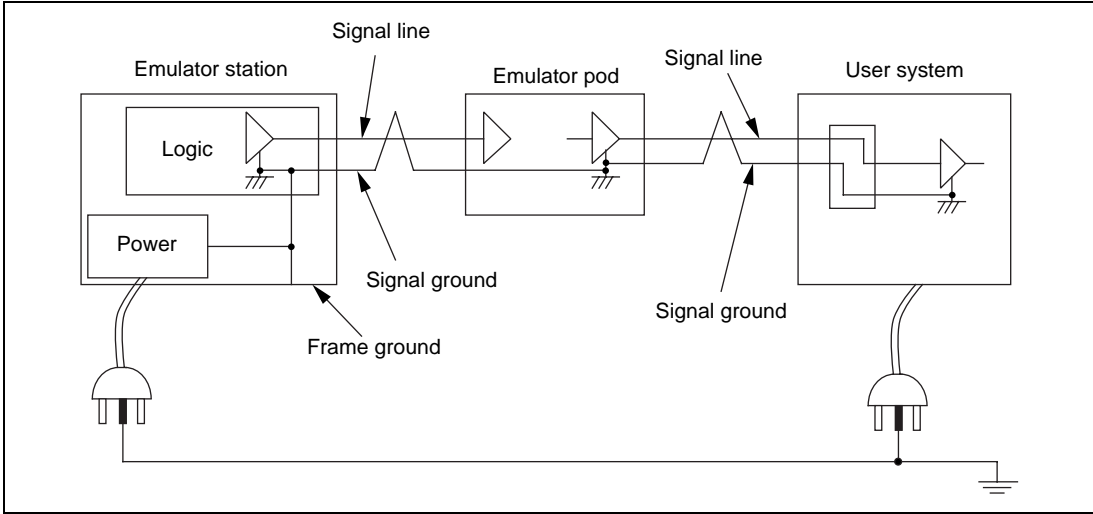 Signal line
Emulator station
Emulator pod
Signal line
User system
Logic
Power
Signal ground
Signal ground
Frame ground